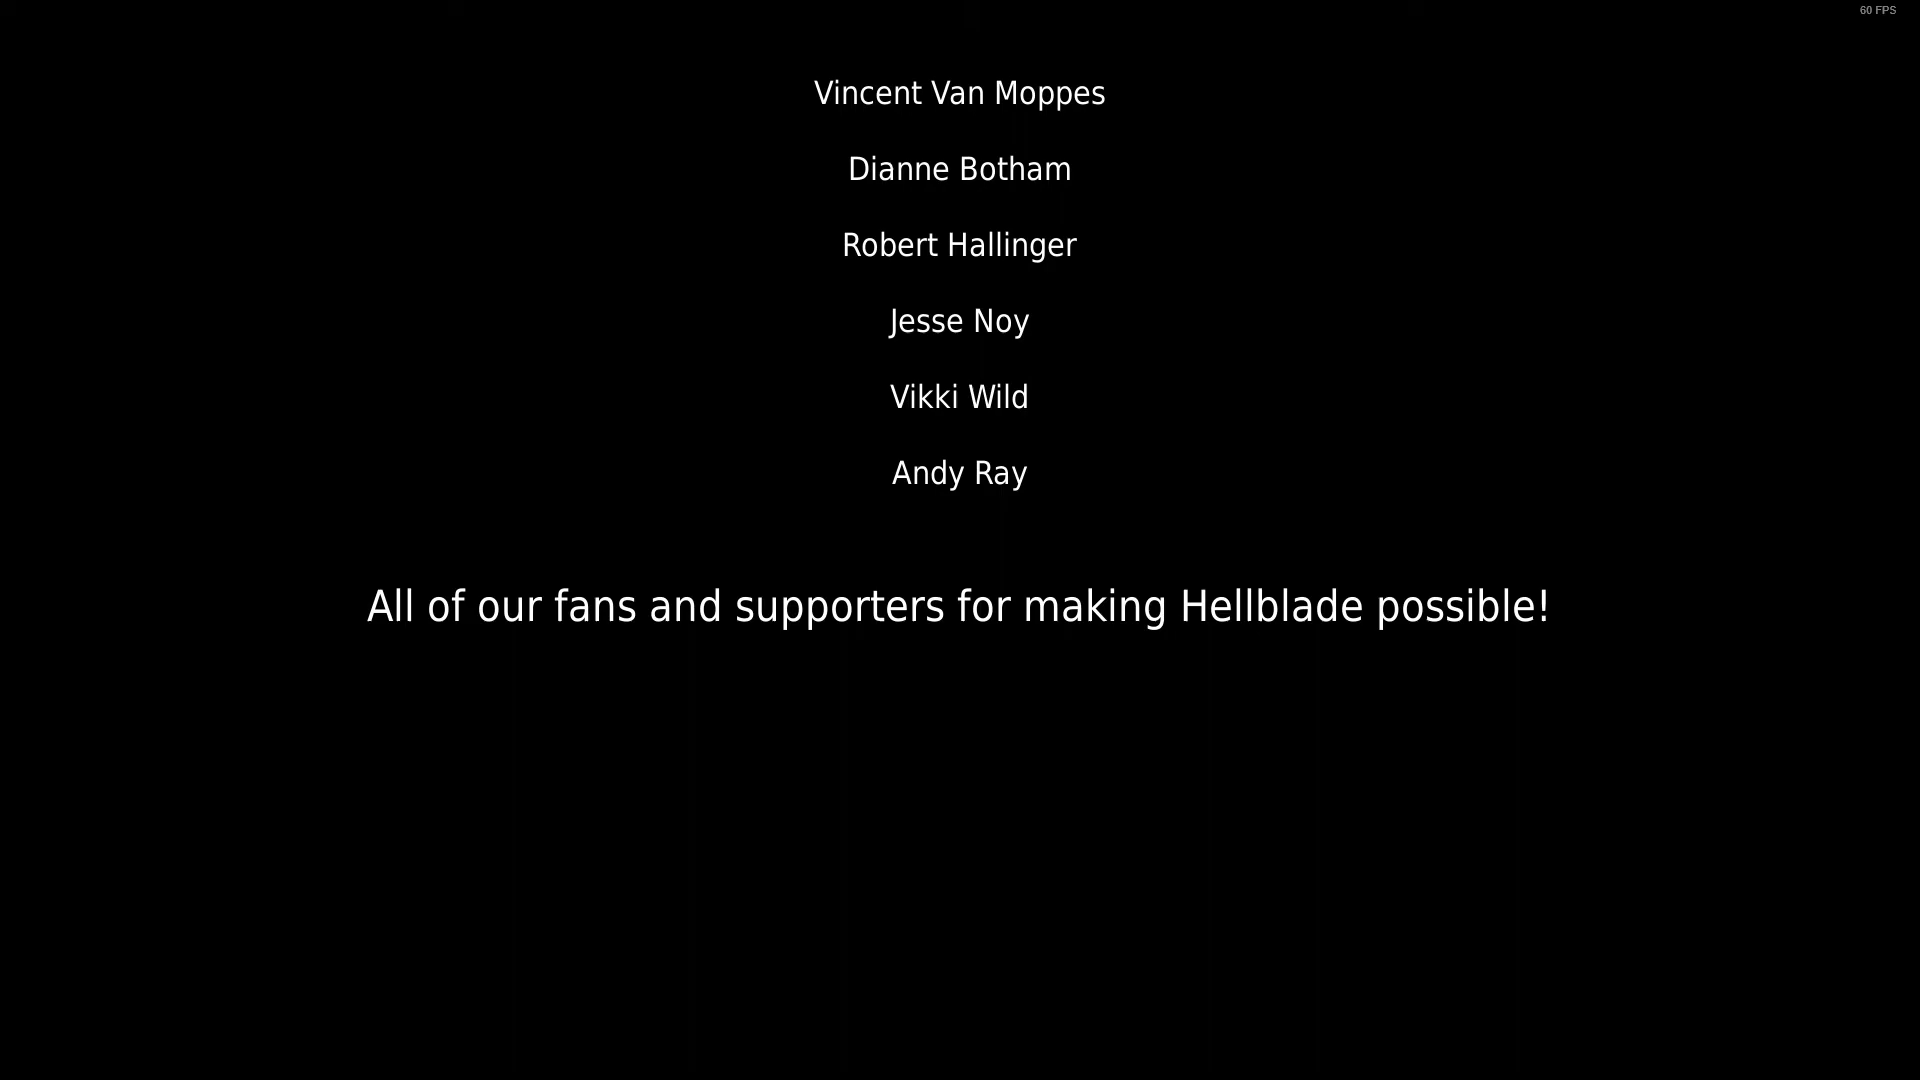 60 FPS
Vincent Van Moppes
Dianne Botham
Robert Hallinger
Jesse Noy
Vikki Wild
Andy Ray
All of our fans and supporters for making Hellblade possible!